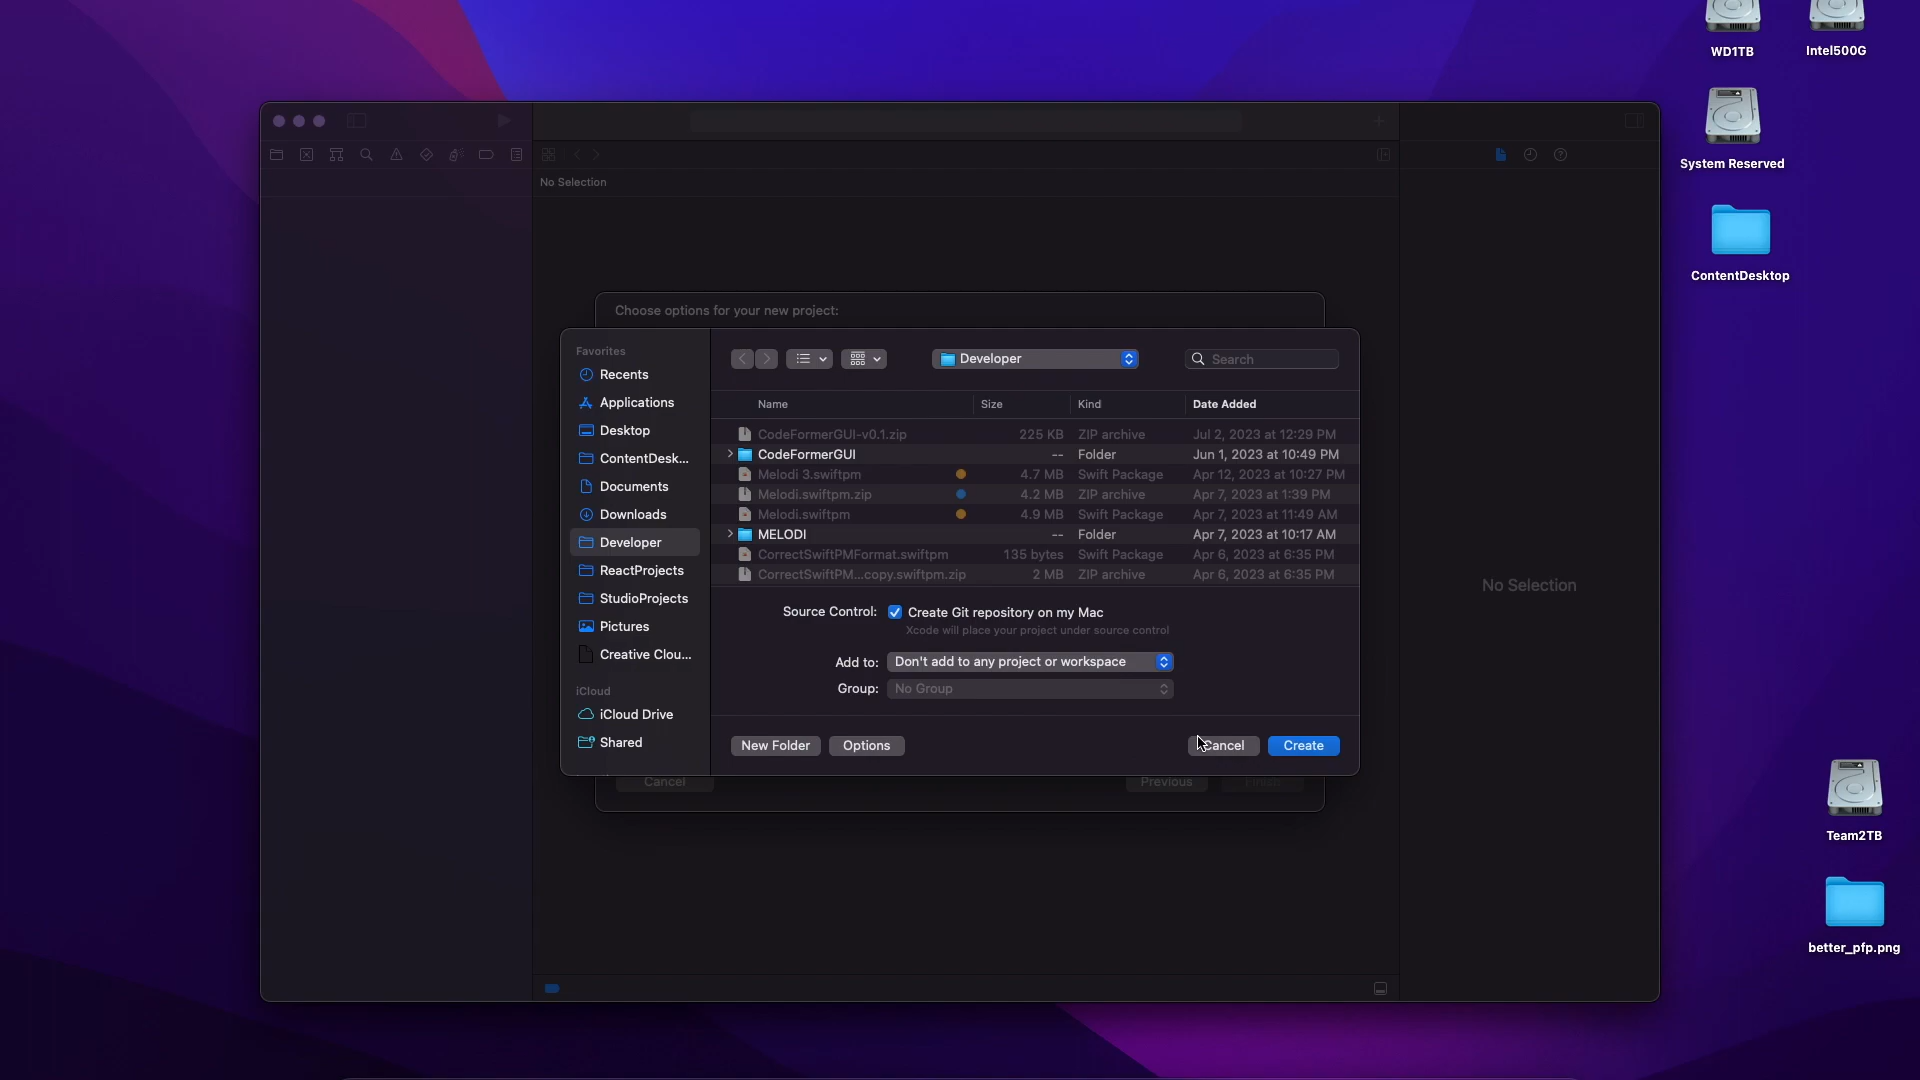 WD1TB
Intel500G
System Reserved
ContentDesktop
No Selection
Choose options for your new project:
Favorites
Recents
Applications
Desktop
ContentDesk...
Documents
Downloads
Developer
ReactProjects
StudioProjects
Pictures
Creative Clou...
iCloud
iCloud Drive
Shared
Developer
Search
Name Size Kind Date Added
CodeFormerGUI-v0.1.zip 225 KB ZIP archive Jul 2, 2023 at 12:29 PM
CodeFormerGUI -- Folder Jun 1, 2023 at 10:49 PM
Melodi 3.swiftpm 4.7 MB Swift Package Apr 12, 2023 at 10:27 PM
Melodi.swiftpm.zip 4.2 MB ZIP archive Apr 7, 2023 at 1:39 PM
Melodi.swiftpm 4.9 MB Swift Package Apr 7, 2023 at 11:49 AM
MELODI -- Folder Apr 7, 2023 at 10:17 AM
CorrectSwiftPMFormat.swiftpm 135 bytes Swift Package Apr 6, 2023 at 6:35 PM
CorrectSwiftPM...copy.swiftpm.zip 2 MB ZIP archive Apr 6, 2023 at 6:35 PM
Source Control: Create Git repository on my Mac
Xcode will place your project under source control
Add to: Don't add to any project or workspace
Group: No Group
New Folder Options Cancel Create
Cancel Previous Finish
No Selection
Team2TB
better_pfp.png